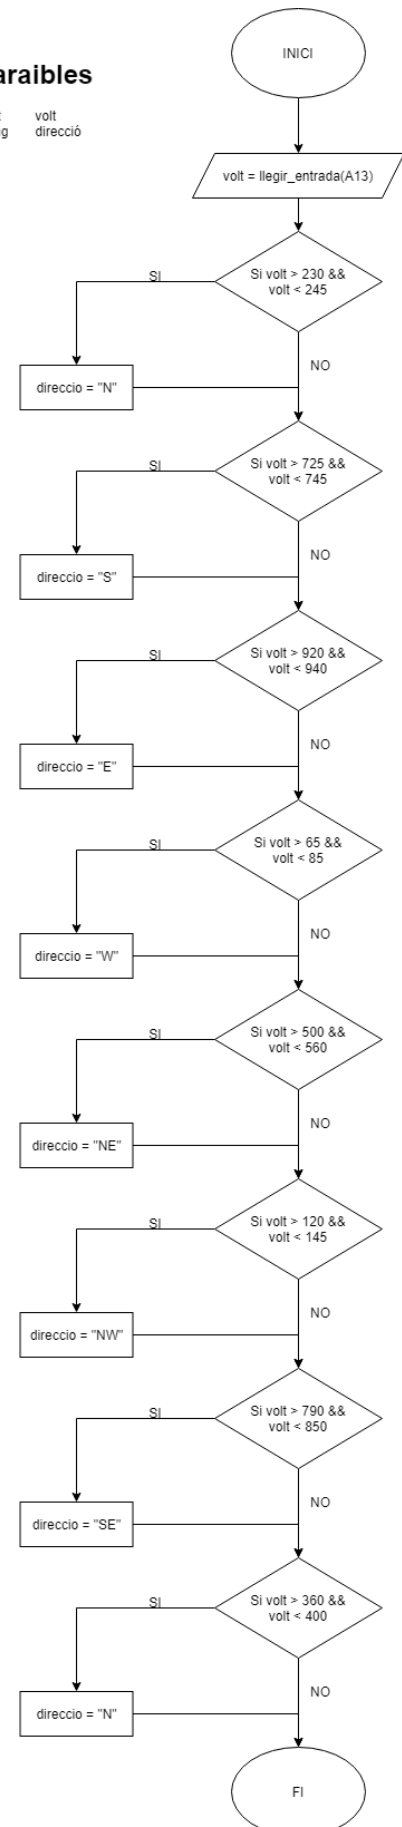 INICI
araibles
volt
g direcció
volt = llegir_entrada(A13)
Si volt > 230 &&
volt < 245
SI
NO
direccio = "N"
Si volt > 725 &&
volt < 745
SI
NO
direccio = "S"
Si volt > 920 &&
volt < 940
SI
NO
direccio = "E"
Si volt > 65 &&
volt < 85
SI
NO
direccio = "W"
Si volt > 500 &&
volt < 560
SI
NO
direccio = "NE"
Si volt > 120 &&
volt < 145
SI
NO
direccio = "NW"
Si volt > 790 &&
volt < 850
SI
NO
direccio = "SE"
Si volt > 360 &&
volt < 400
SI
NO
direccio = "N"
FI